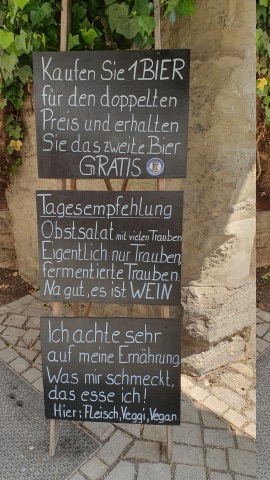 Kaufen Sie 1.BIER
für den doppelten
Preis und erhalten
Sie das zweite Bier
GRATIS
Tagesempfehlung
Obstsalat mit vielen Trauben
Eigentlich nur Trauben,
fermentierte Trauben.
Na gut, es ist WEIN
Ich achte sehr
auf meine Ernährung.
Was mir schmeckt,
das esse ich!
Hier: Fleisch, Veggi, Vegan